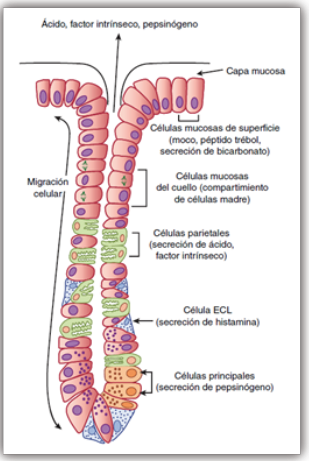 Ácido, factor intrínseco, pepsinógeno
Capa mucosa
Células mucosas de superficie
(moco, péptido trébol,
secreción de bicarbonato)
Migración
celular
Células mucosas
del cuello (compartimiento
de células madre)
Células parietales
(secreción de ácido,
factor intrínseco)
Célula ECL
(secreción de histamina)
Células principales
(secreción de pepsinógeno)